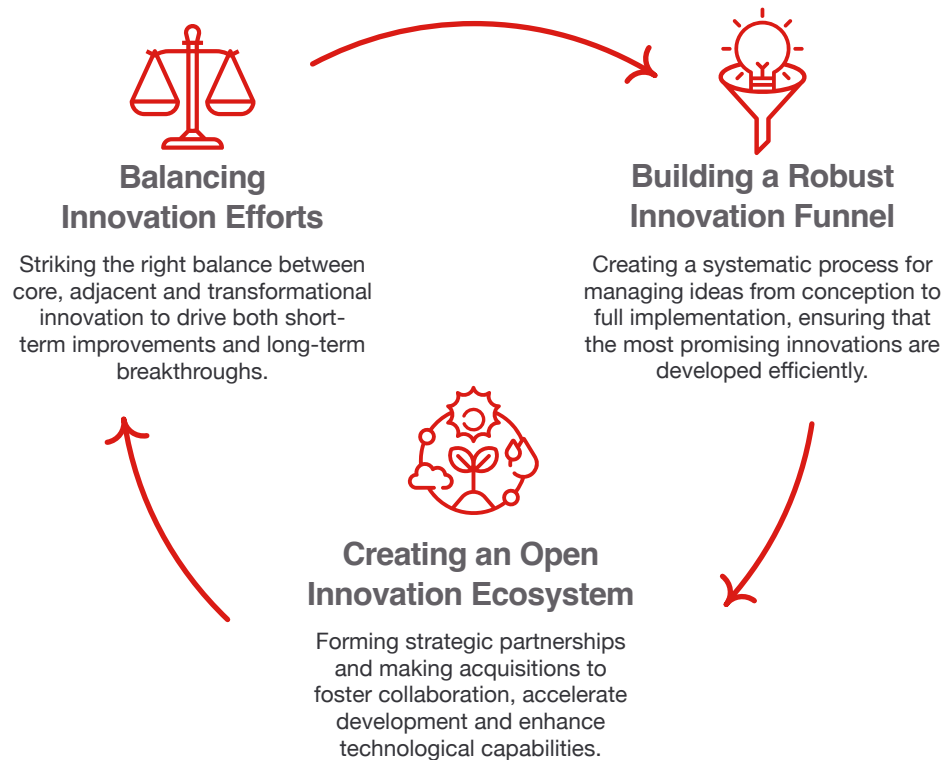 Balancing
Innovation Efforts
Striking the right balance between
core, adjacent and transformational
innovation to drive both short-
term improvements and long-term
breakthroughs.
Building a Robust
Innovation Funnel
Creating a systematic process for
managing ideas from conception to
full implementation, ensuring that
the most promising innovations are
developed efficiently.
Creating an Open
Innovation Ecosystem
Forming strategic partnerships
and making acquisitions to
foster collaboration, accelerate
development and enhance
technological capabilities.